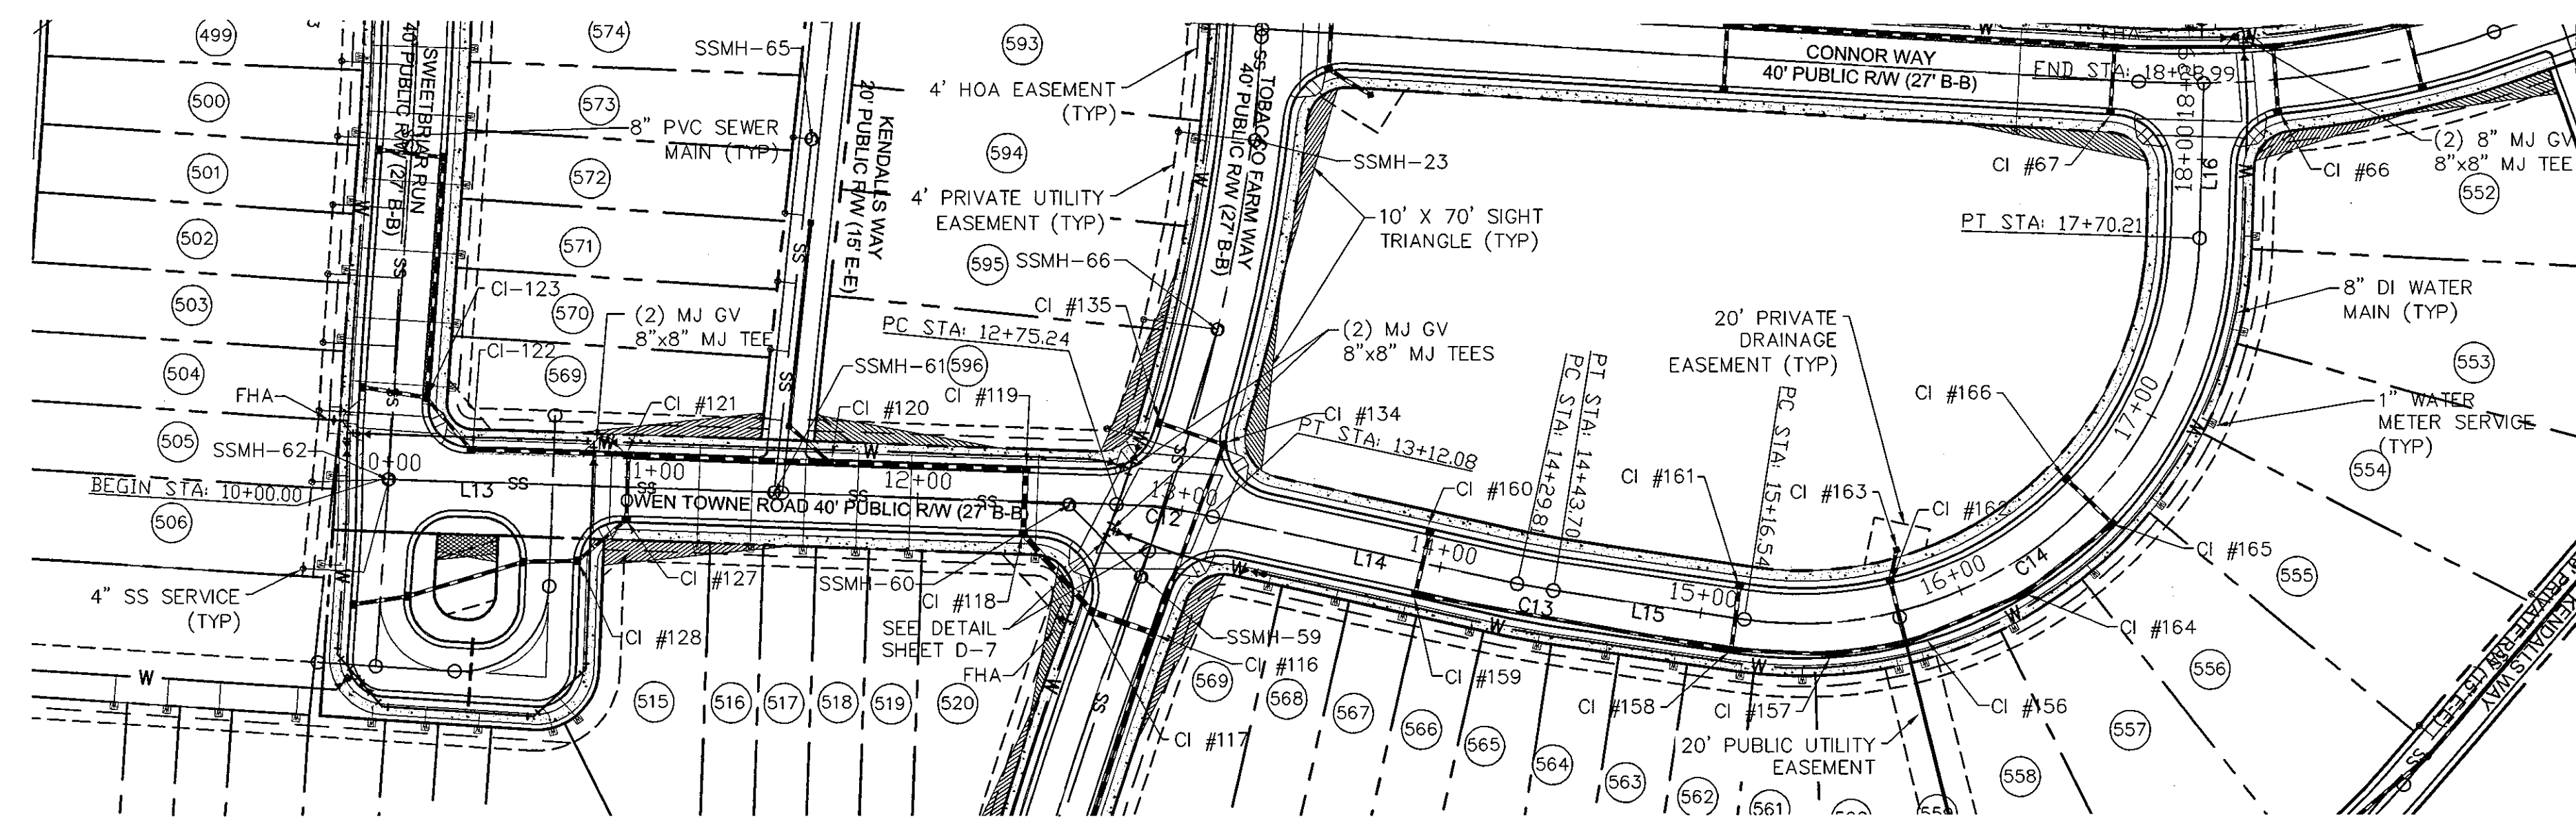 499
500
501
502
503
504
505
506
574
573
572
571
570
569
SWEETBRIAR RUN
40' PUBLIC R/W (27' B-B)
SSMH-65
8" PVC SEWER
MAIN (TYP)
KENDALLS WAY
20' PUBLIC R/W (15' E-E)
593
594
595
596
4' HOA EASEMENT
(TYP)
4' PRIVATE UTILITY
EASEMENT (TYP)
SS
TOBACCO FARM WAY
40' PUBLIC R/W (27' B-B)
SSMH-23
SSMH-66
CI #135
10' X 70' SIGHT
TRIANGLE (TYP)
CONNOR WAY
40' PUBLIC R/W (27' B-B)
18+00
L16
CI #67
CI #66
(2) 8" MJ GV
8"x8" MJ TEE
552
PT STA: 17+70.21
8" DI WATER
MAIN (TYP)
553
1" WATER
METER SERVICE
(TYP)
554
CI-123
CI-122
(2) MJ GV
8"x8" MJ TEE
PC STA: 12+75.24
SSMH-61
CI #119
CI #121
CI #120
(2) MJ GV
8"x8" MJ TEES
CI #134
PT STA: 13+12.08
FHA
SSMH-62
BEGIN STA: 10+00.00
0+00
L13
SS
1+00
12+00
13+00
C12
OWEN TOWNE ROAD 40' PUBLIC R/W (27' B-B)
20' PRIVATE
DRAINAGE
EASEMENT (TYP)
PT STA: 14+43.70
PC STA: 14+29.81
PC STA: 15+16.54
CI #160
CI #161
CI #163
CI #162
CI #166
17+00
L14
14+00
C13
L15
15+00
16+00
C14
CI #165
555
CI #164
556
4" SS SERVICE
(TYP)
CI #127
CI #128
SSMH-60
CI #118
SEE DETAIL
SHEET D-7
FHA
SSMH-59
CI #116
CI #117
CI #159
CI #158
CI #157
CI #156
20' PUBLIC UTILITY
EASEMENT
515
516
517
518
519
520
569
568
567
566
565
564
563
562
561
558
557
KENDALLS WAY
W